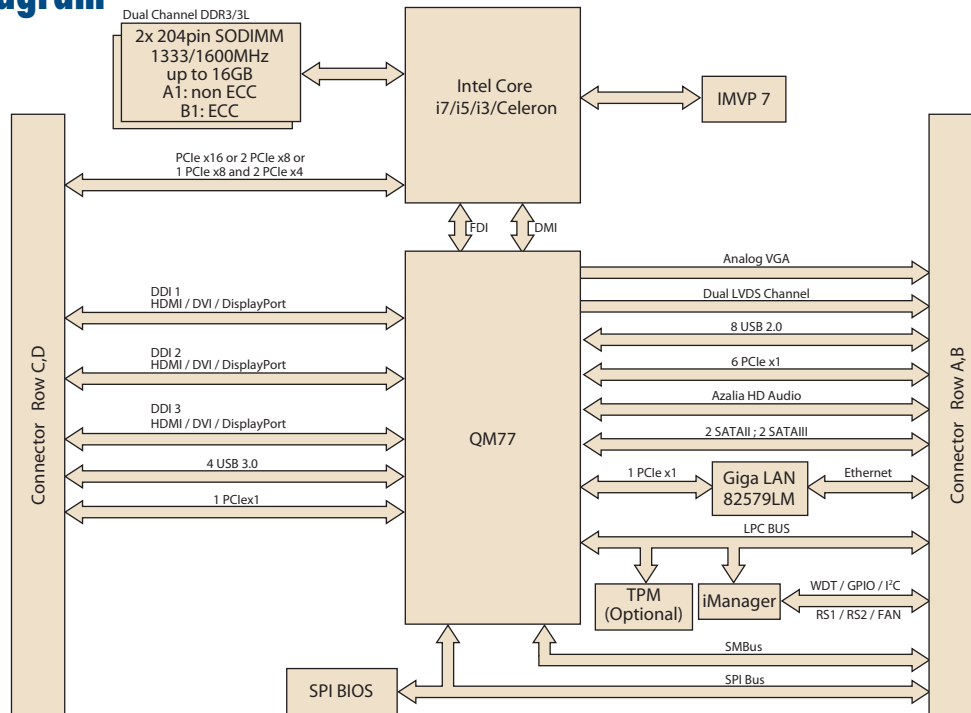 Dual Channel DDR3/3L
2x 204pin SODIMM
1333/1600MHz
up to 16GB
A1: non ECC
B1: ECC
Intel Core
i7/i5/i3/Celeron
IMVP 7
PCIe x16 or 2 PCIe x8 or
1 PCIe x8 and 2 PCIe x4
FDI
DMI
Connector Row C,D
DDI 1
HDMI / DVI / DisplayPort
DDI 2
HDMI / DVI / DisplayPort
DDI 3
HDMI / DVI / DisplayPort
4 USB 3.0
1 PCIex1
QM77
Analog VGA
Dual LVDS Channel
8 USB 2.0
6 PCIe x1
Azalia HD Audio
2 SATAII ; 2 SATAIII
1 PCIe x1
Giga LAN
82579LM
Ethernet
LPC BUS
TPM
(Optional)
iManager
WDT / GPIO / I²C
RS1 / RS2 / FAN
SMBus
SPI Bus
SPI BIOS
Connector Row A,B